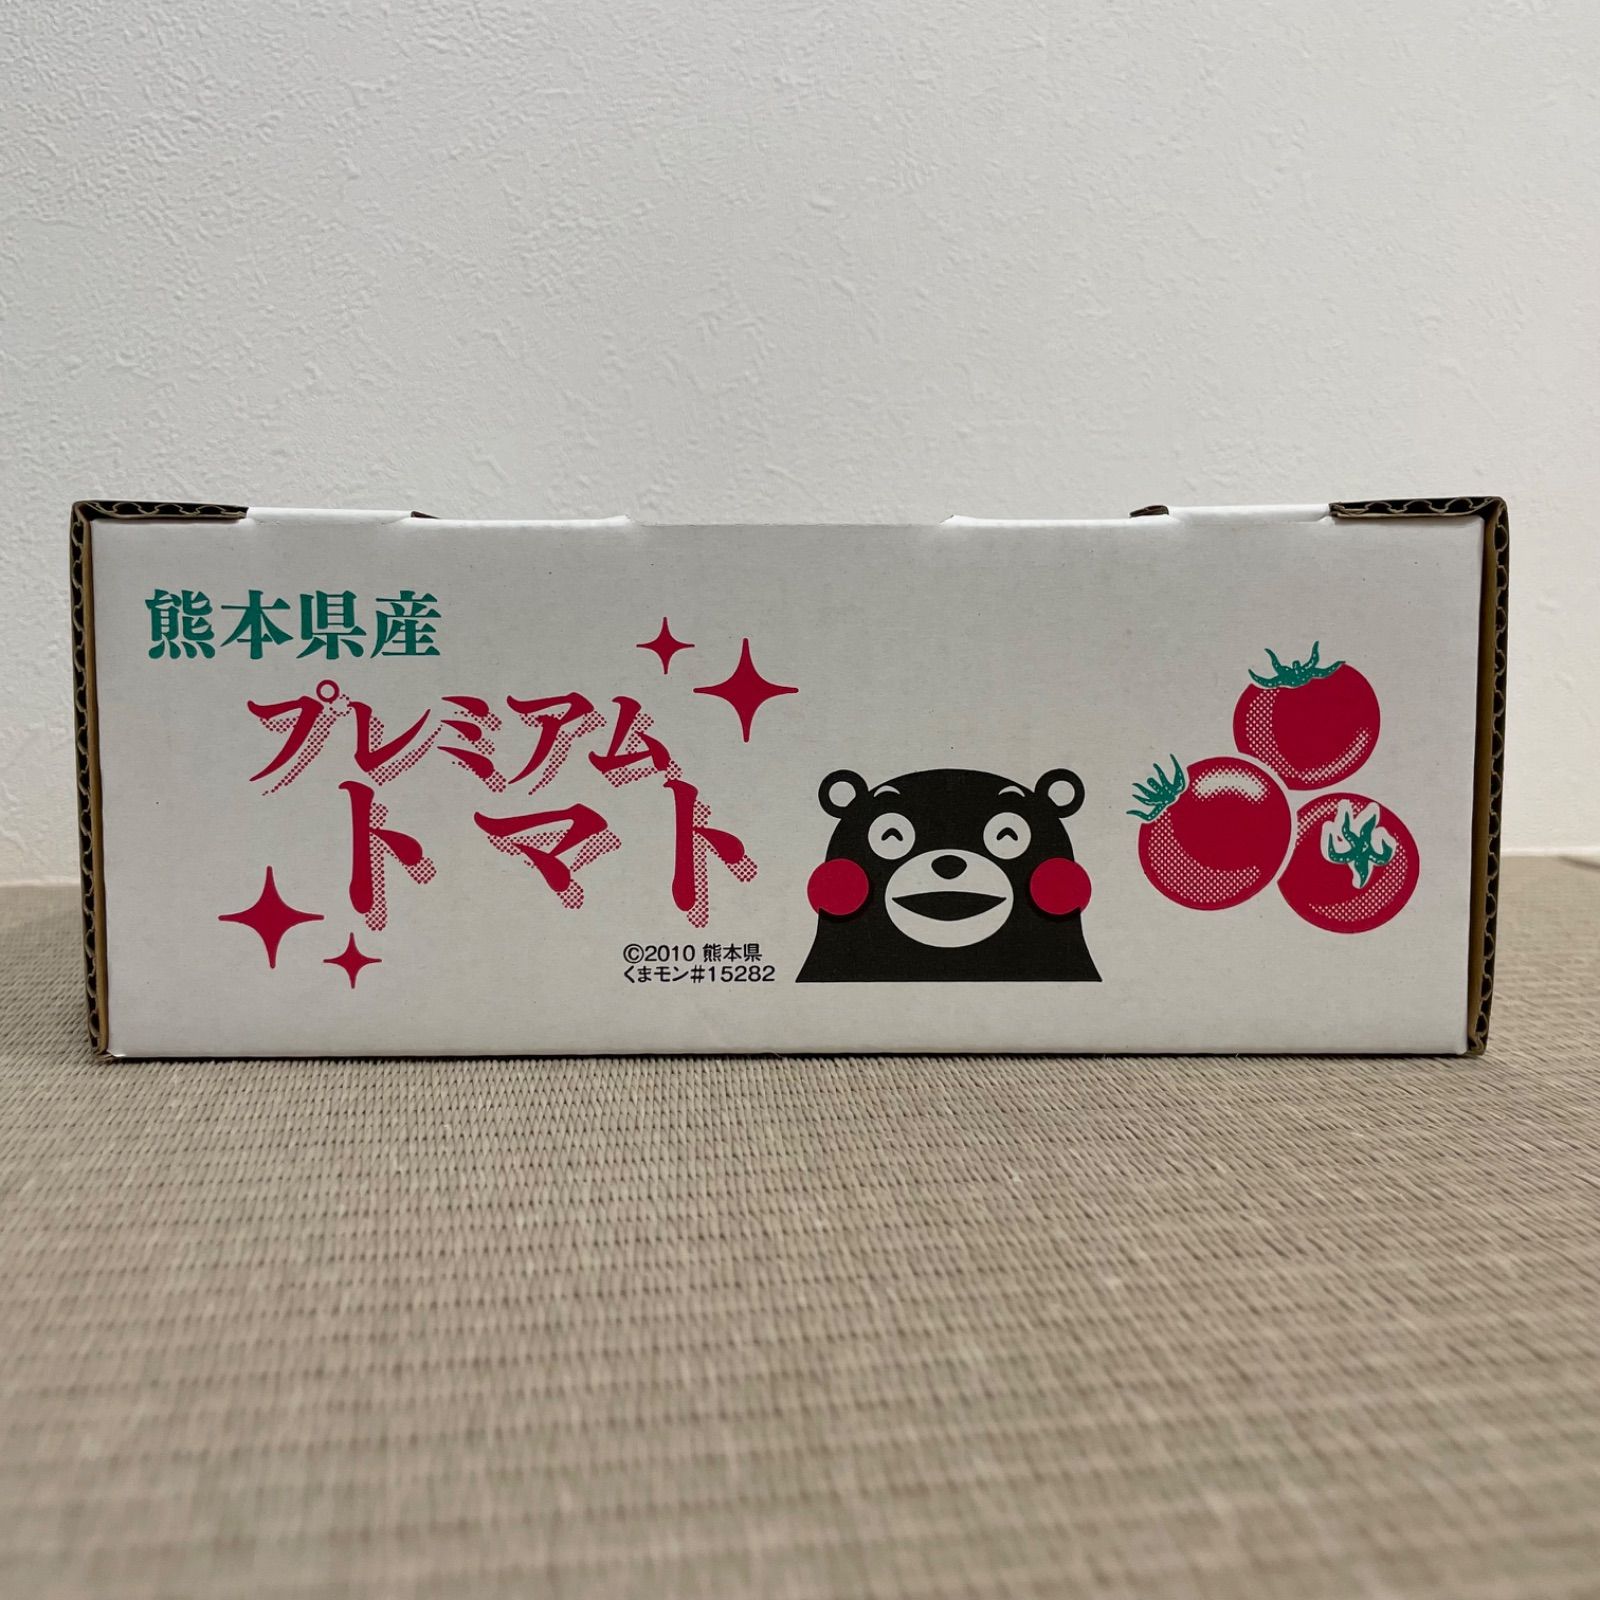 熊本県産
プレミアム
トマト
©2010 熊本県
くまモン#15282